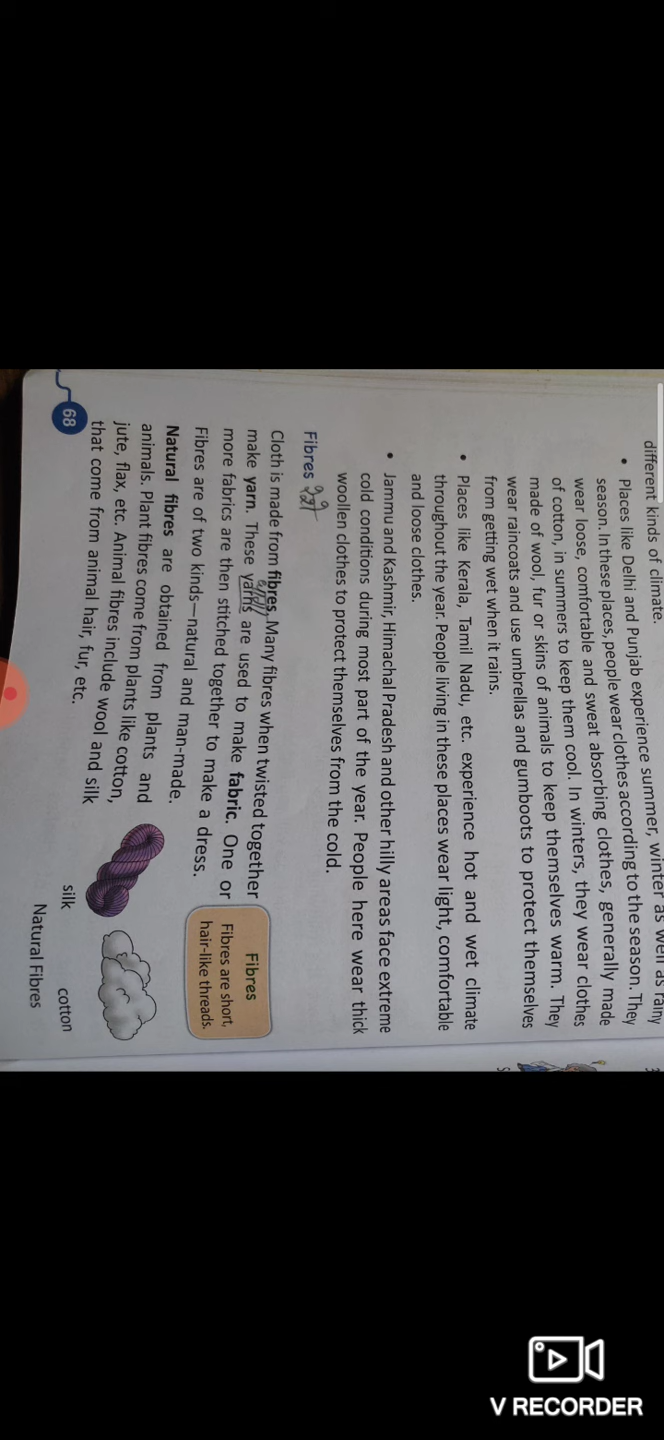 different kinds of climate.
• Places like Delhi and Punjab experience summer, winter as well as rainy
season. In these places, people wear clothes according to the season. They
wear loose, comfortable and sweat absorbing clothes, generally made
of cotton, in summers to keep them cool. In winters, they wear clothes
made of wool, fur or skins of animals to keep themselves warm. They
wear raincoats and use umbrellas and gumboots to protect themselves
from getting wet when it rains.
• Places like Kerala, Tamil Nadu, etc. experience hot and wet climate
throughout the year. People living in these places wear light, comfortable
and loose clothes.
• Jammu and Kashmir, Himachal Pradesh and other hilly areas face extreme
cold conditions during most part of the year. People here wear thick
woollen clothes to protect themselves from the cold.
Fibres
Cloth is made from fibres. Many fibres when twisted together
make yarn. These yarns are used to make fabric. One or
more fabrics are then stitched together to make a dress.
Fibres are of two kinds—natural and man-made.
Natural fibres are obtained from plants and
animals. Plant fibres come from plants like cotton,
jute, flax, etc. Animal fibres include wool and silk
that come from animal hair, fur, etc.
Fibres
Fibres are short,
hair-like threads.
silk cotton
Natural Fibres
68
V RECORDER